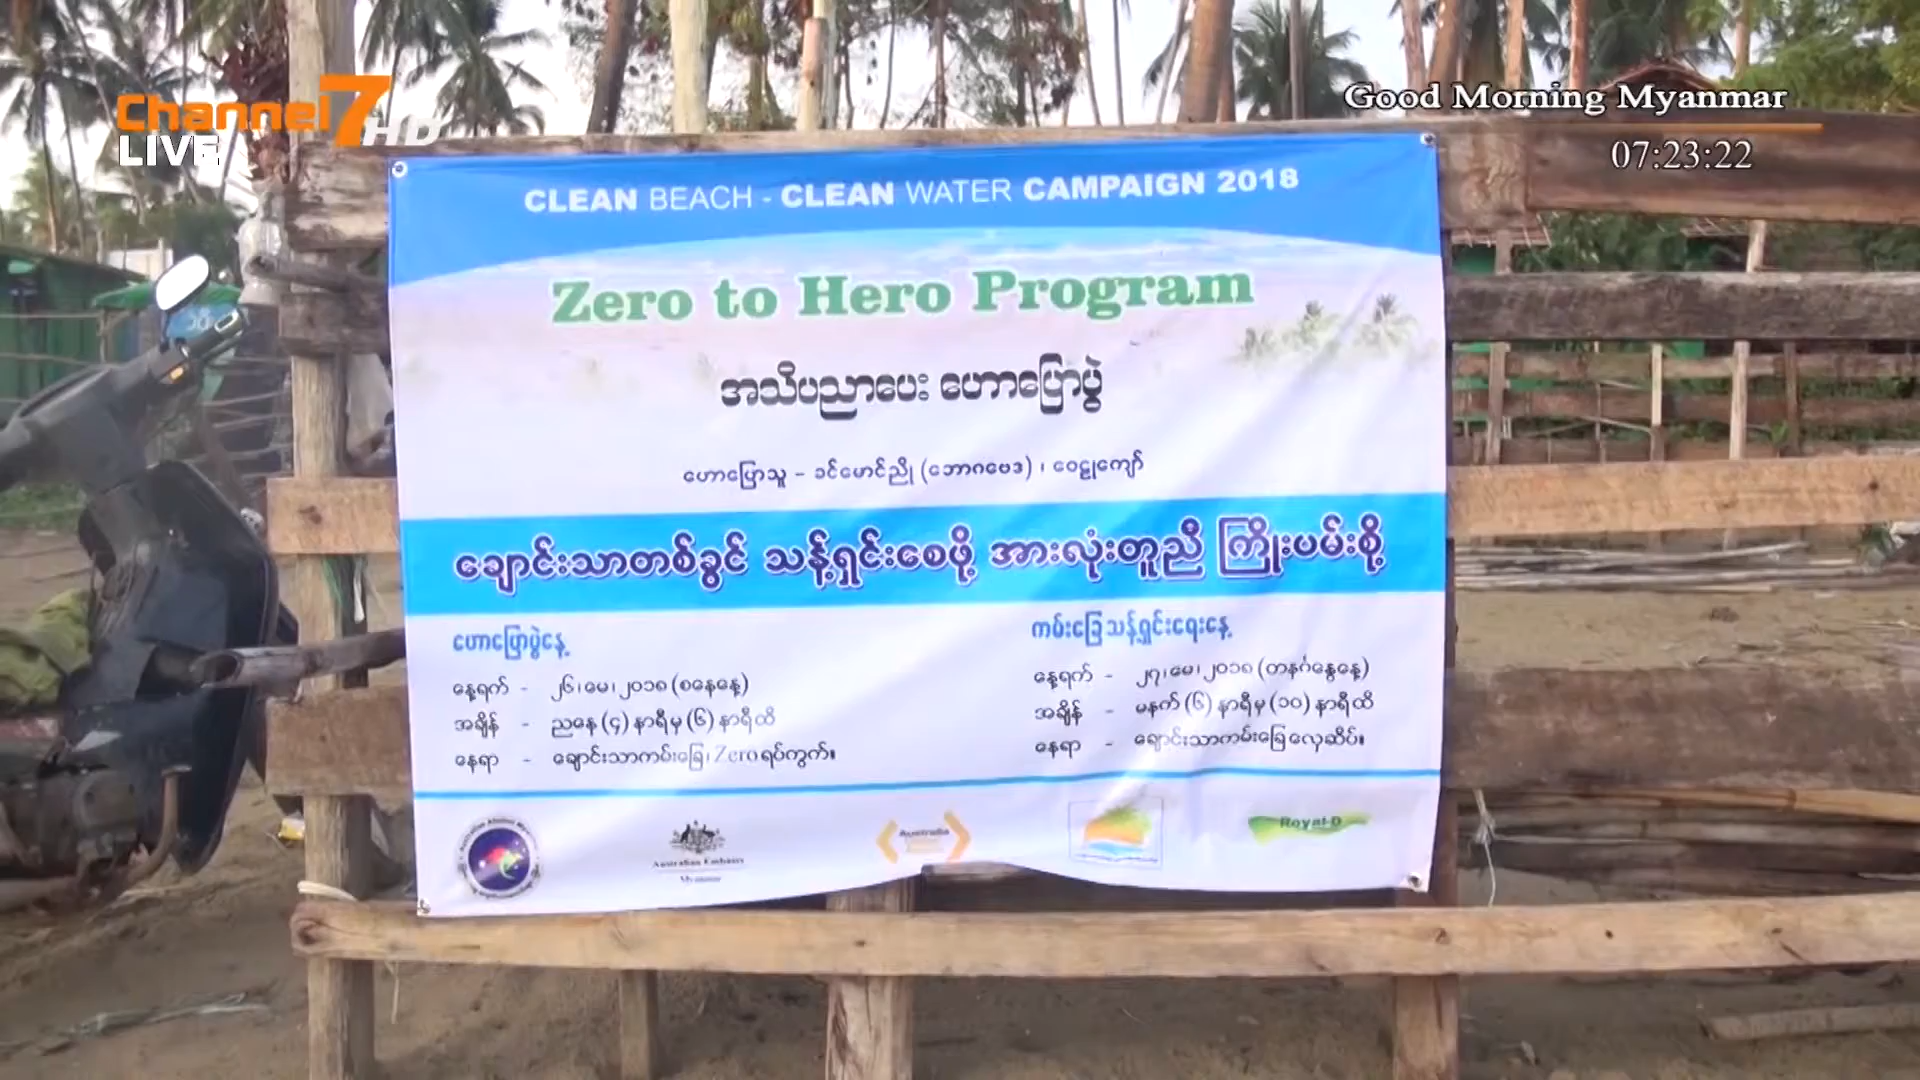 Channel 7 HD
LIVE
Good Morning Myanmar
07:23:22
CLEAN BEACH - CLEAN WATER CAMPAIGN 2018
Zero to Hero Program
အသိပညာပေး ဟောပြောပွဲ
ဟောပြောသူ - ခင်မောင်ညို (ဘောဂဗေဒ) ၊ ဝေဠုကျော်
ချောင်းသာတစ်ခွင် သန့်ရှင်းစေဖို့ အားလုံးတူညီ ကြိုးပမ်းစို့
ဟောပြောပွဲနေ့
နေ့ရက် - ၂၆၊မေ၊၂၀၁၈ (စနေနေ့)
အချိန် - ညနေ (၄) နာရီမှ (၆) နာရီထိ
နေရာ - ချောင်းသာကမ်းခြေ၊ Zero ရပ်ကွက်။
ကမ်းခြေသန့်ရှင်းရေးနေ့
နေ့ရက် - ၂၇၊မေ၊၂၀၁၈ (တနင်္ဂနွေနေ့)
အချိန် - မနက် (၆) နာရီမှ (၁၀) နာရီထိ
နေရာ - ချောင်းသာကမ်းခြေလှေဆိပ်။
Australian Embassy
Myanmar
Australia
Royal-D